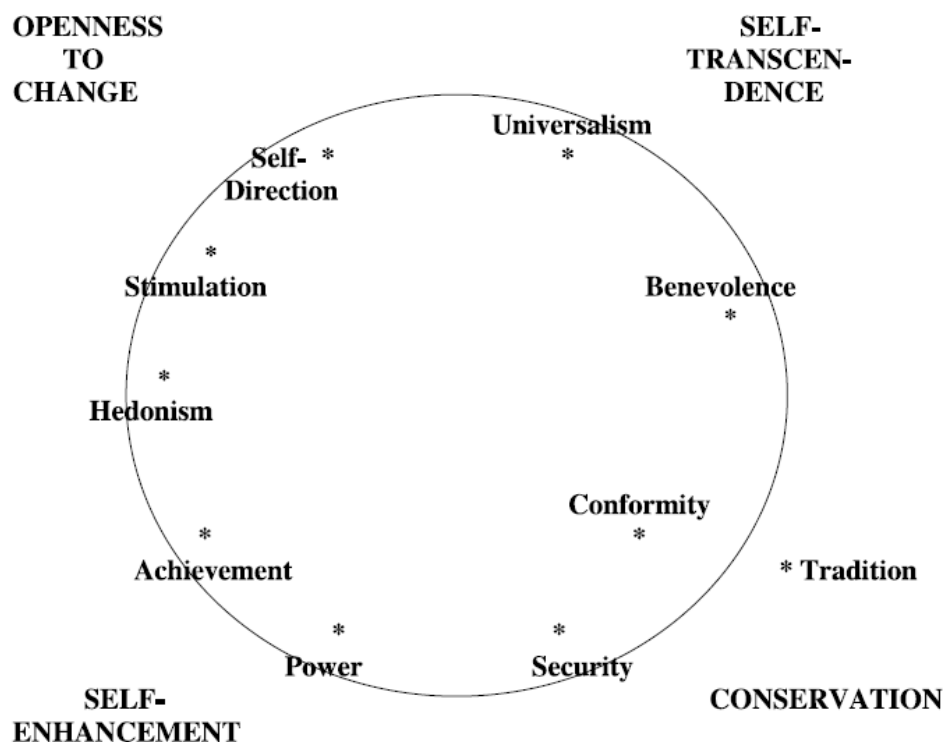 OPENNESS
TO
CHANGE
SELF-
TRANSCEN-
DENCE
Universalism
*
Self- *
Direction
*
Stimulation
Benevolence
*
*
Hedonism
Conformity
*
*
Achievement
* Tradition
*
Power
*
Security
SELF-
ENHANCEMENT
CONSERVATION